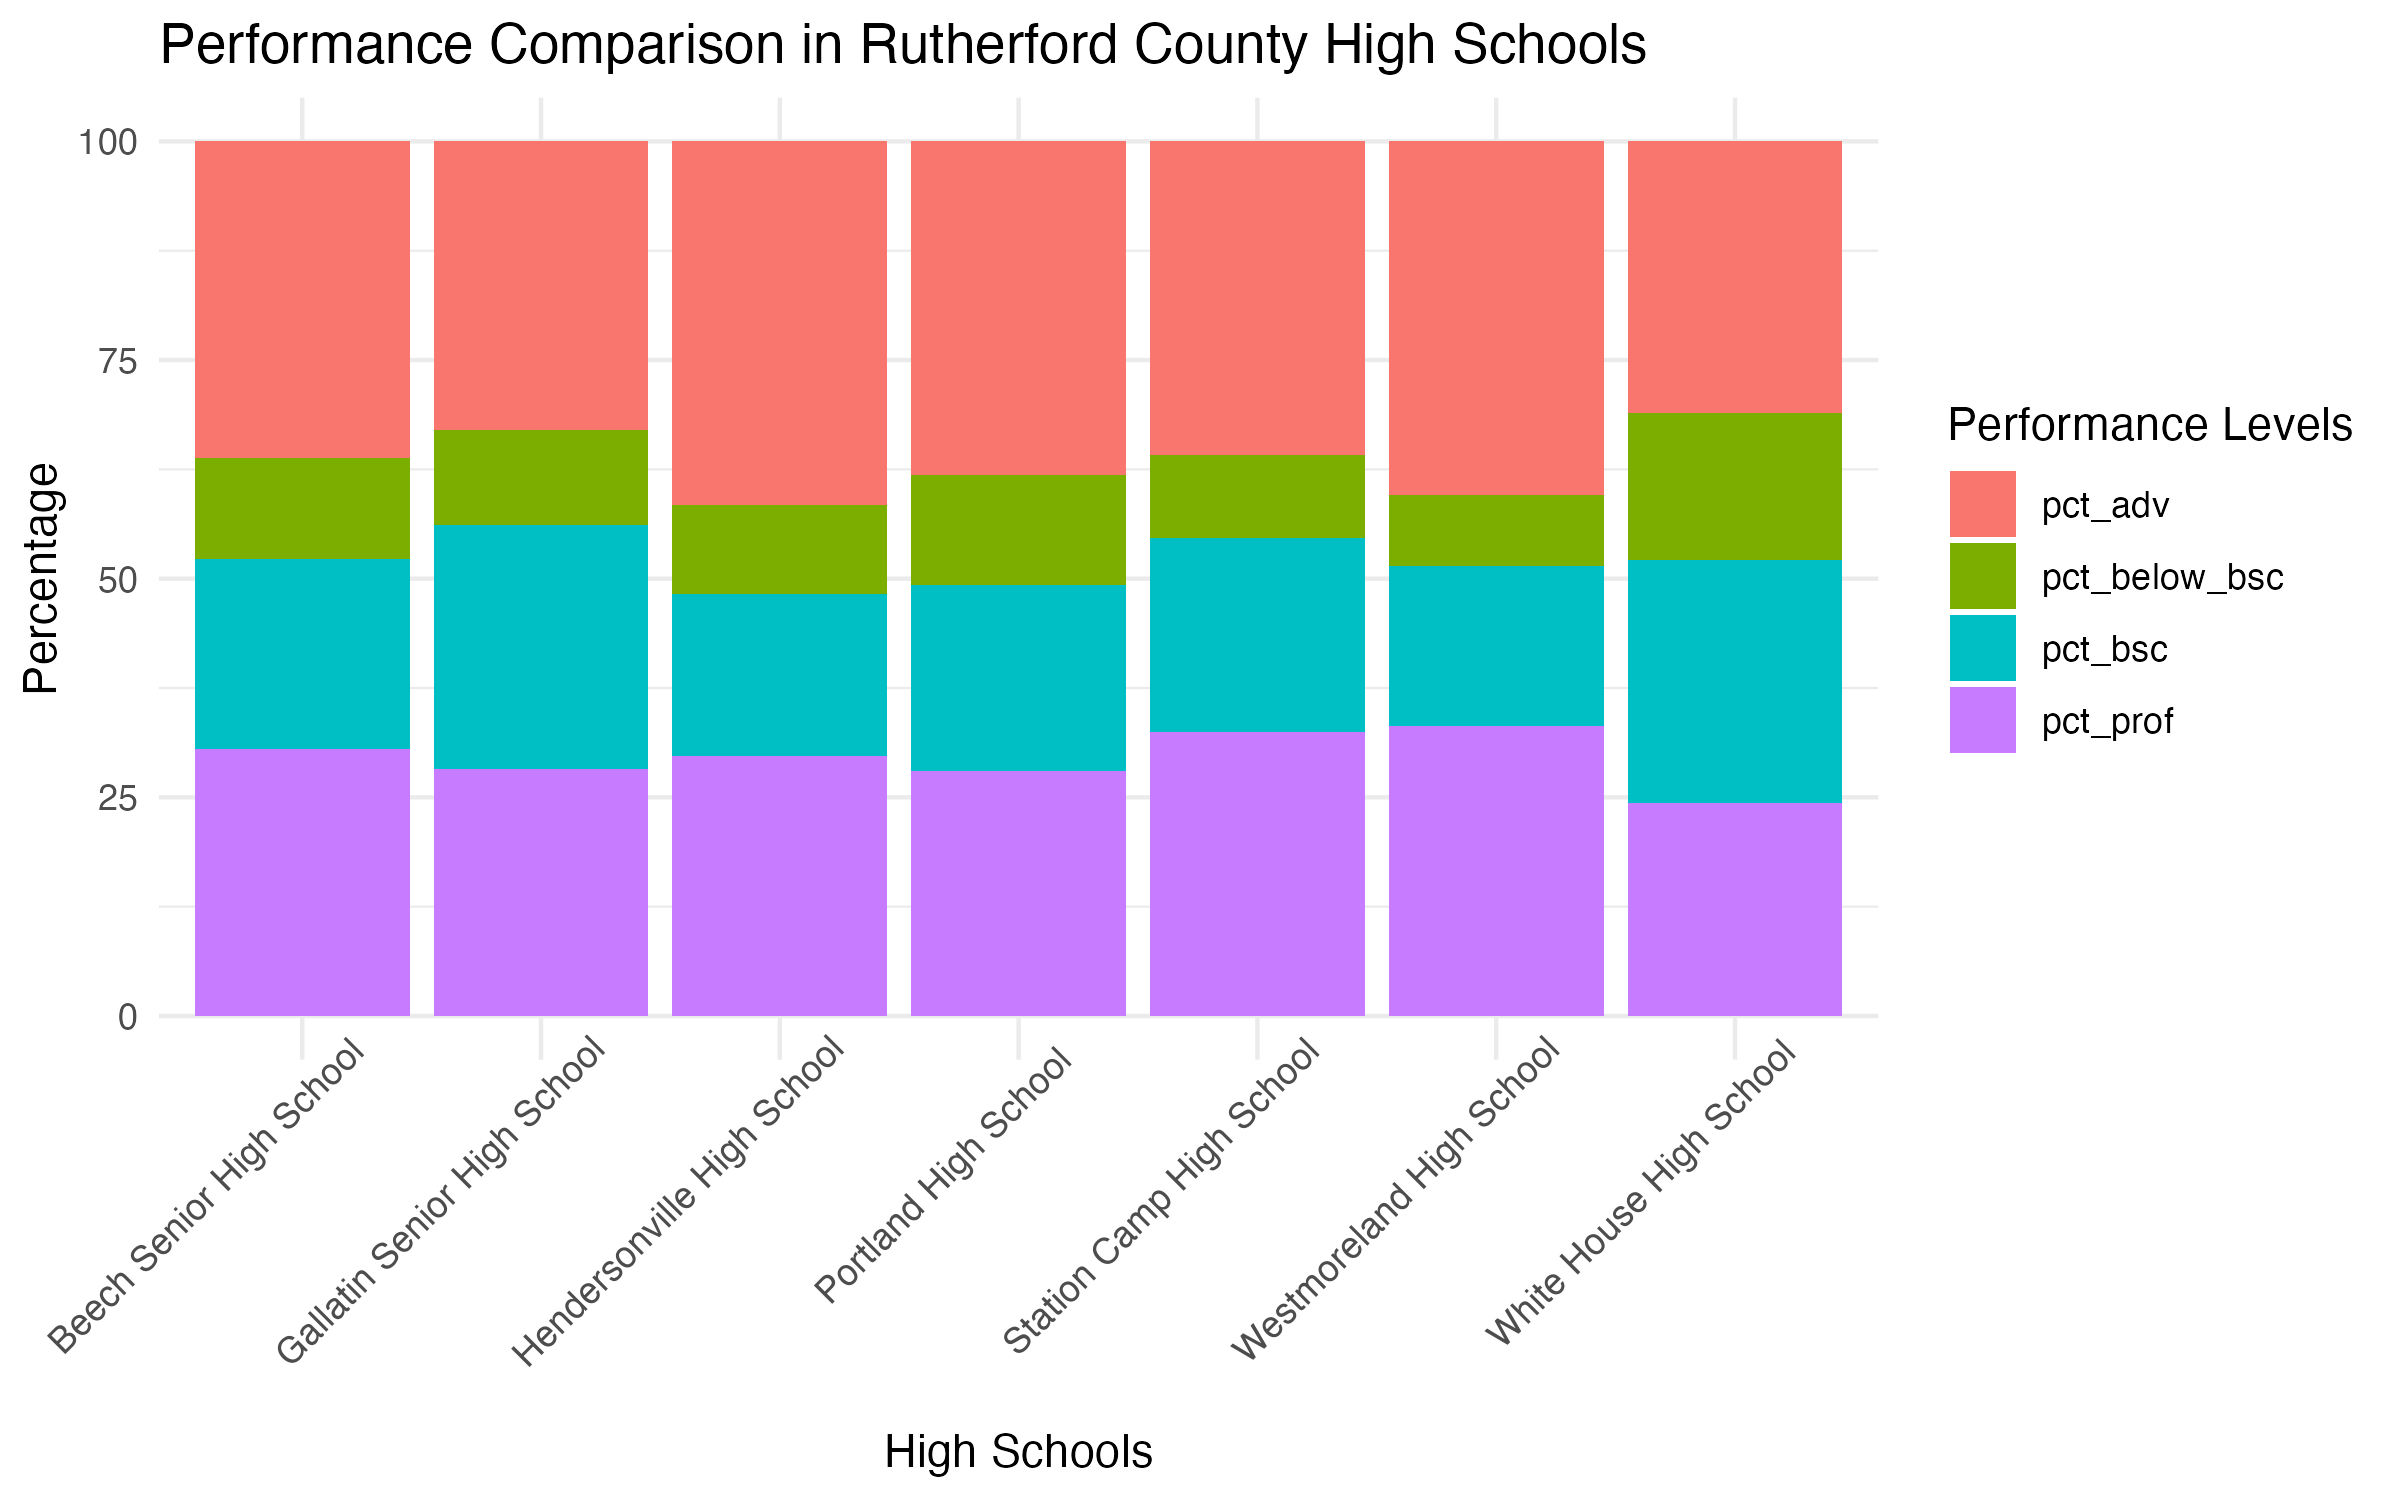 Performance Comparison in Rutherford County High Schools
Percentage
100
75
50
25
0
Beech Senior High School
Gallatin Senior High School
Hendersonville High School
Portland High School
Station Camp High School
Westmoreland High School
White House High School
High Schools
Performance Levels
pct_adv
pct_below_bsc
pct_bsc
pct_prof